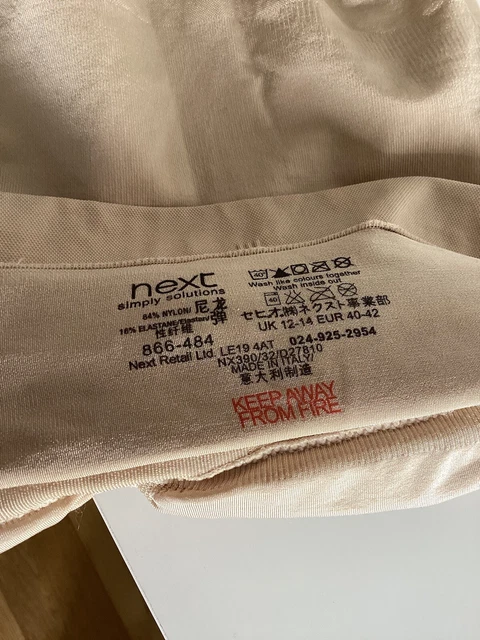 next
simply solutions
84% NYLON/ 尼龙
16% ELASTANE/Elastan/ 弹
性纤维
866-484
Next Retail Ltd. LE19 4AT
40°
Wash like colours together
Wash inside out
40
セヒオ(株)ネクスト事業部
UK 12-14 EUR 40-42
024-925-2954
NX390/32/D27810
MADE IN ITALY/
意大利制造
KEEP AWAY
FROM FIRE